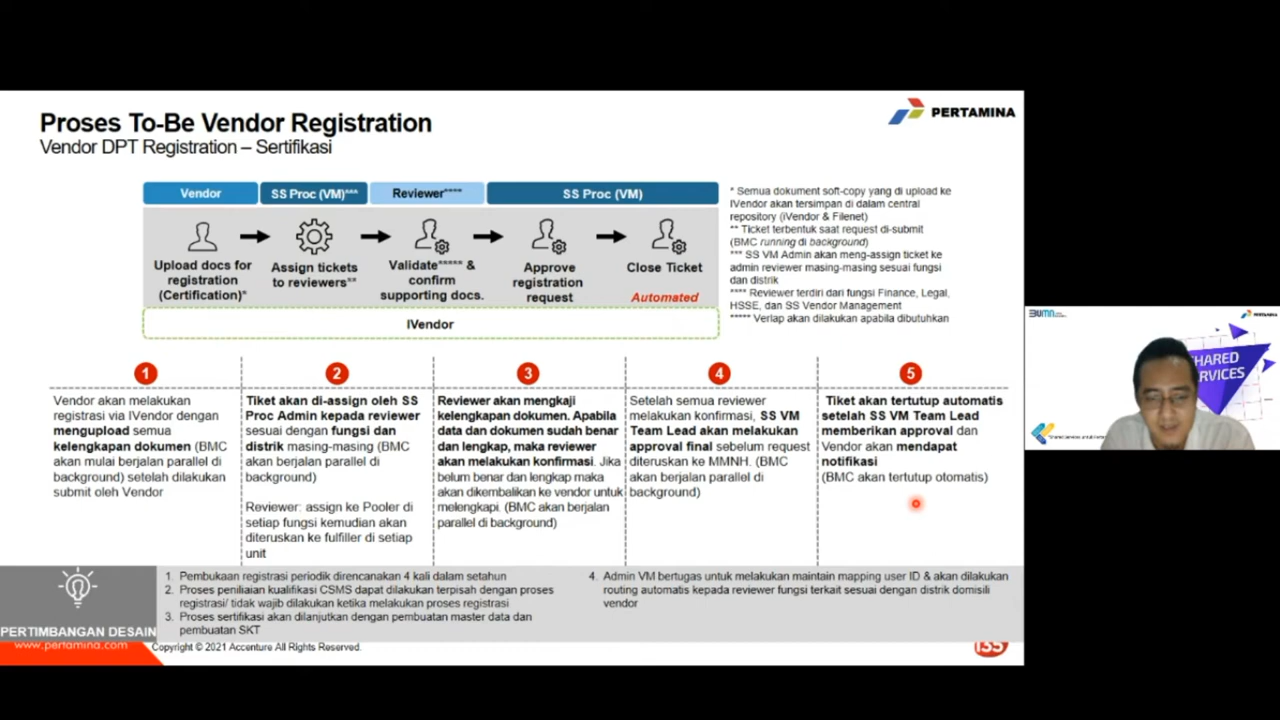 Proses To-Be Vendor Registration
Vendor DPT Registration – Sertifikasi
PERTAMINA
Vendor
SS Proc (VM)***
Reviewer****
SS Proc (VM)
Upload docs for
registration
(Certification)*
Assign tickets
to reviewers**
Validate***** &
confirm
supporting docs.
Approve
registration
request
Close Ticket
Automated
IVendor
* Semua dokument soft-copy yang di upload ke
IVendor akan tersimpan di dalam central
repository (iVendor & Filenet)
** Ticket terbentuk saat request di-submit
(BMC running di background)
*** SS VM Admin akan meng-assign ticket ke
admin reviewer masing-masing sesuai fungsi
dan distrik
**** Reviewer terdiri dari fungsi Finance, Legal,
HSSE, dan SS Vendor Management
***** Verlap akan dilakukan apabila dibutuhkan
1
Vendor akan melakukan
registrasi via IVendor dengan
mengupload semua
kelengkapan dokumen (BMC
akan mulai berjalan parallel di
background) setelah dilakukan
submit oleh Vendor
2
Tiket akan di-assign oleh SS
Proc Admin kepada reviewer
sesuai dengan fungsi dan
distrik masing-masing (BMC
akan berjalan parallel di
background)
Reviewer: assign ke Pooler di
setiap fungsi kemudian akan
diteruskan ke fulfiller di setiap
unit
3
Reviewer akan mengkaji
kelengkapan dokumen. Apabila
data dan dokumen sudah benar
dan lengkap, maka reviewer
akan melakukan konfirmasi. Jika
belum benar dan lengkap maka
akan dikembalikan ke vendor untuk
melengkapi. (BMC akan berjalan
parallel di background)
4
Setelah semua reviewer
melakukan konfirmasi, SS VM
Team Lead akan melakukan
approval final sebelum request
diteruskan ke MMNH. (BMC
akan berjalan parallel di
background)
5
Tiket akan tertutup automatis
setelah SS VM Team Lead
memberikan approval dan
Vendor akan mendapat
notifikasi
(BMC akan tertutup otomatis)
PERTIMBANGAN DESAIN
1. Pembukaan registrasi periodik direncanakan 4 kali dalam setahun
2. Proses penilaian kualifikasi CSMS dapat dilakukan terpisah dengan proses
registrasi/ tidak wajib dilakukan ketika melakukan proses registrasi
3. Proses sertifikasi akan dilanjutkan dengan pembuatan master data dan
pembuatan SKT
4. Admin VM bertugas untuk melakukan maintain mapping user ID & akan dilakukan
routing automatis kepada reviewer fungsi terkait sesuai dengan distrik domisili
vendor
www.pertamina.com
Copyright © 2021 Accenture All Rights Reserved.
135
BUMN
PERTAMINA
SHARED